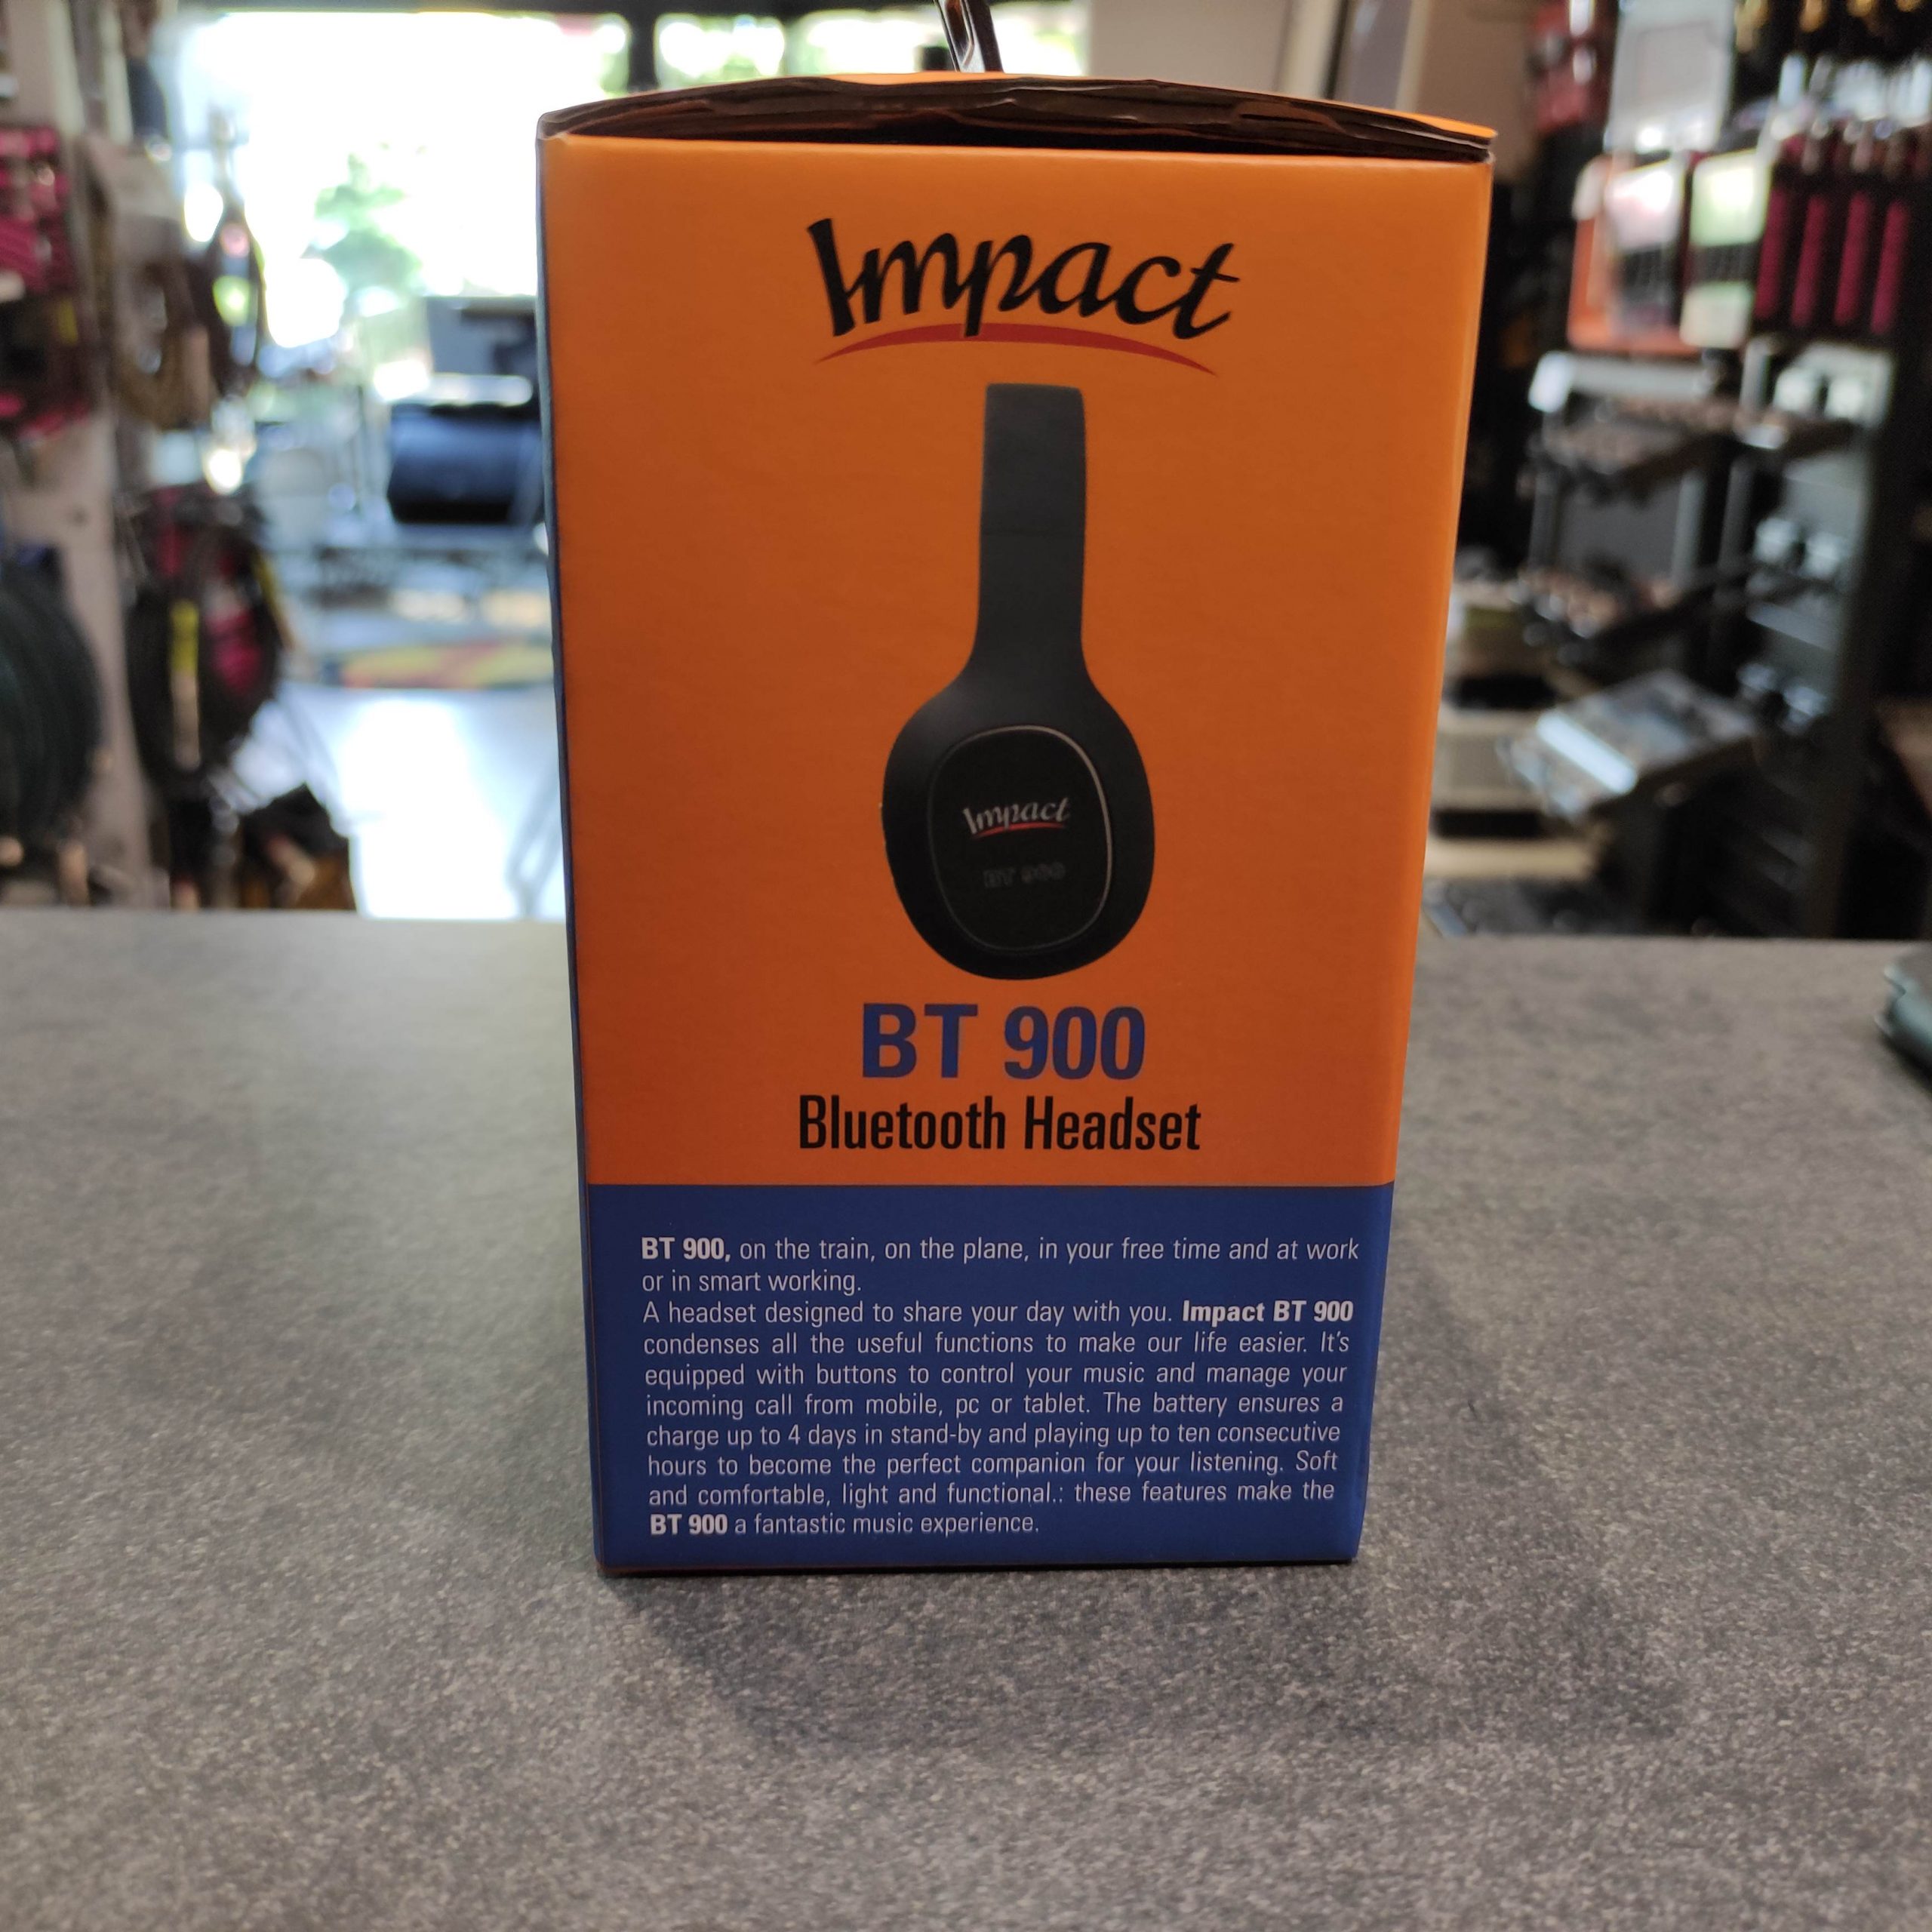 Impact
Impact
BT 900
BT 900
Bluetooth Headset
BT 900, on the train, on the plane, in your free time and at work
or in smart working.
A headset designed to share your day with you. Impact BT 900
condenses all the useful functions to make our life easier. It's
equipped with buttons to control your music and manage your
incoming call from mobile, pc or tablet. The battery ensures a
charge up to 4 days in stand-by and playing up to ten consecutive
hours to become the perfect companion for your listening. Soft
and comfortable, light and functional.: these features make the
BT 900 a fantastic music experience.